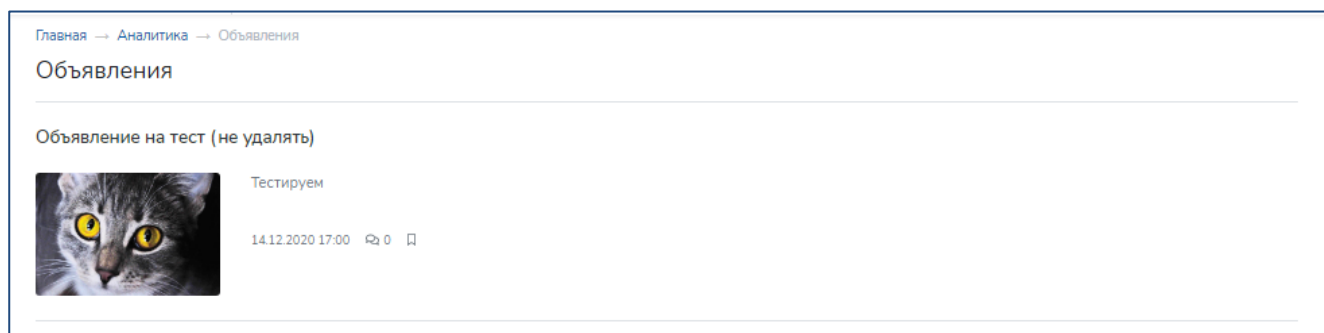 Главная → Аналитика → Объявления
Объявления
Объявление на тест (не удалять)
Тестируем
14.12.2020 17:00 0